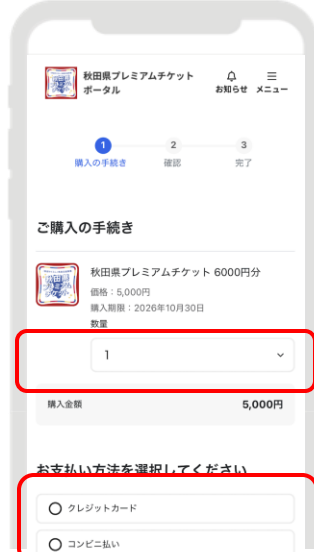 秋田県プレミアムチケット
ポータル
お知らせ メニュー
1 2 3
購入の手続き 確認 完了
ご購入の手続き
秋田県プレミアムチケット 6000円分
価格：5,000円
購入期限：2026年10月30日
数量
1
購入金額 5,000円
お支払い方法を選択してください
クレジットカード
コンビニ払い